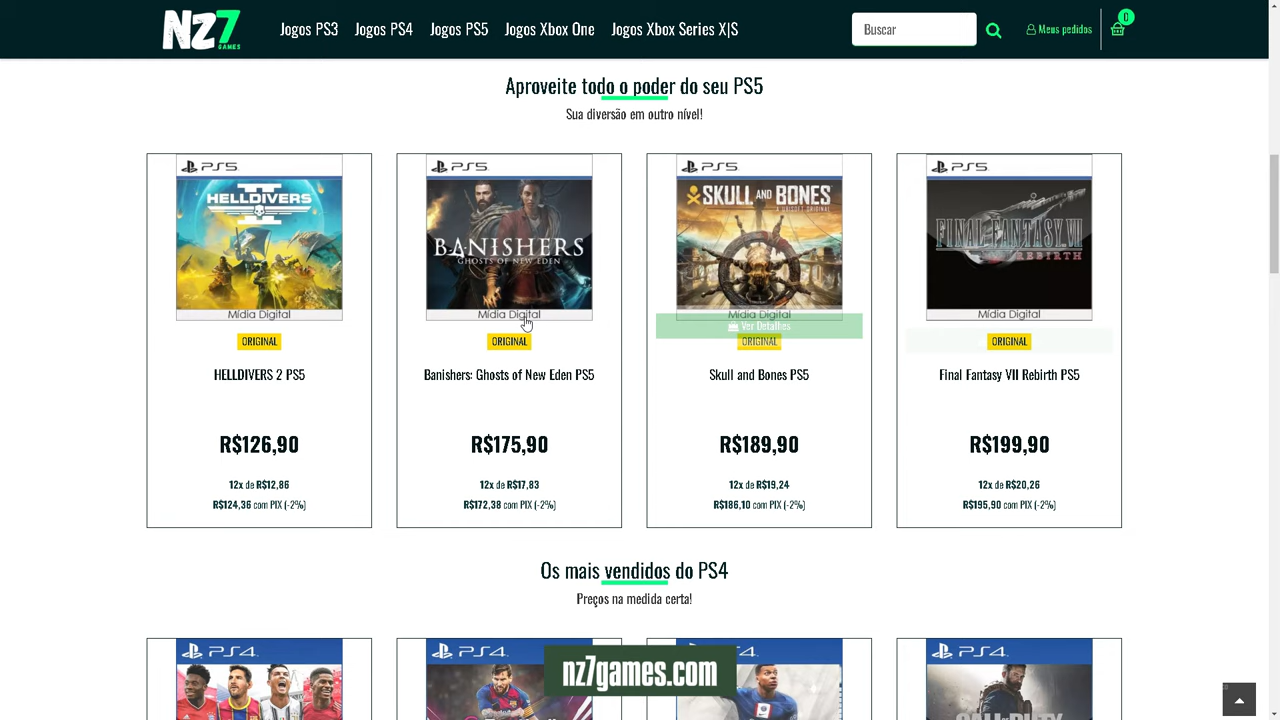 NZ7 GAMES
Jogos PS3 Jogos PS4 Jogos PS5 Jogos Xbox One Jogos Xbox Series X|S
Buscar
Meus pedidos
0
Aproveite todo o poder do seu PS5
Sua diversão em outro nível!
PS5 PS5 PS5 PS5
HELLDIVERS II
BANISHERS
GHOSTS OF NEW EDEN
SKULL AND BONES
A UBISOFT ORIGINAL
FINAL FANTASY VII
REBIRTH
Mídia Digital Mídia Digital Mídia Digital Mídia Digital
Ver Detalhes
ORIGINAL ORIGINAL ORIGINAL ORIGINAL
HELLDIVERS 2 PS5 Banishers: Ghosts of New Eden PS5 Skull and Bones PS5 Final Fantasy VII Rebirth PS5
R$126,90 R$175,90 R$189,90 R$199,90
12x de R$12,86 12x de R$17,83 12x de R$19,24 12x de R$20,26
R$124,36 com PIX (-2%) R$172,38 com PIX (-2%) R$186,10 com PIX (-2%) R$195,90 com PIX (-2%)
Os mais vendidos do PS4
Preços na medida certa!
PS4 PS4 PS4 PS4
nz7games.com